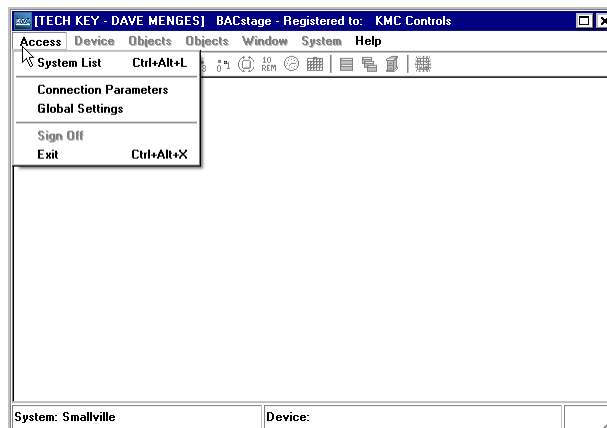 [TECH KEY - DAVE MENGES] BACstage - Registered to: KMC Controls
Access Device Objects Objects Window System Help
System List Ctrl+Alt+L
Connection Parameters
Global Settings
Sign Off
Exit Ctrl+Alt+X
10 REM
System: Smallville
Device: